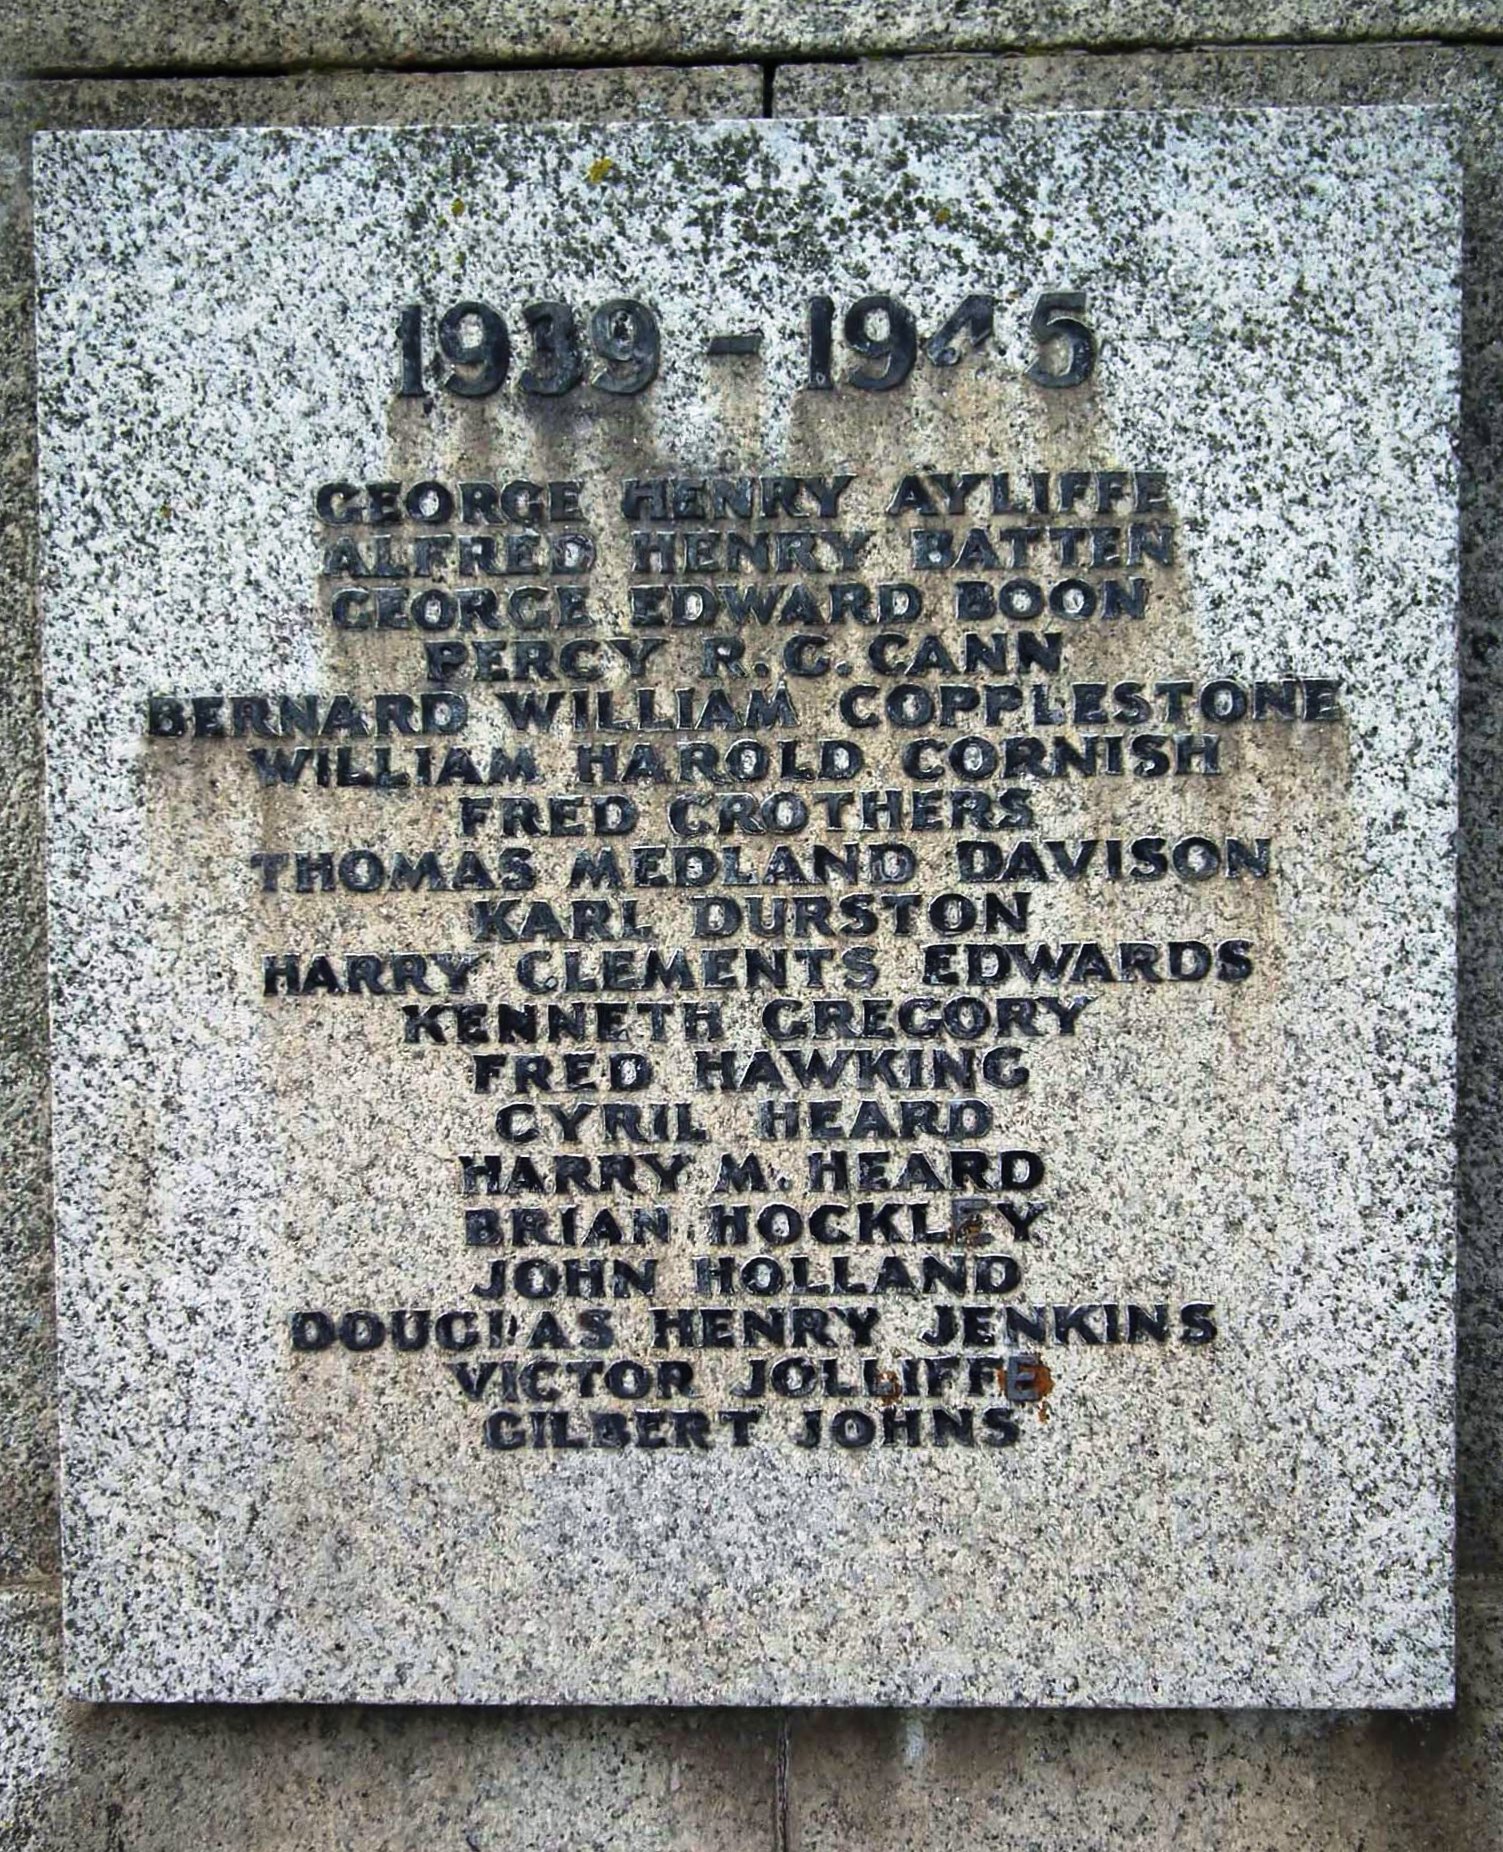 1939 - 1945
GEORGE HENRY AYLIFFE
ALFRED HENRY BATTEN
GEORGE EDWARD BOON
PERCY R.G. CANN
BERNARD WILLIAM COPPLESTONE
WILLIAM HAROLD CORNISH
FRED CROTHERS
THOMAS MEDLAND DAVISON
KARL DURSTON
HARRY CLEMENTS EDWARDS
KENNETH GREGORY
FRED HAWKING
CYRIL HEARD
HARRY M. HEARD
BRIAN HOCKLEY
JOHN HOLLAND
DOUGLAS HENRY JENKINS
VICTOR JOLLIFFE
GILBERT JOHNS